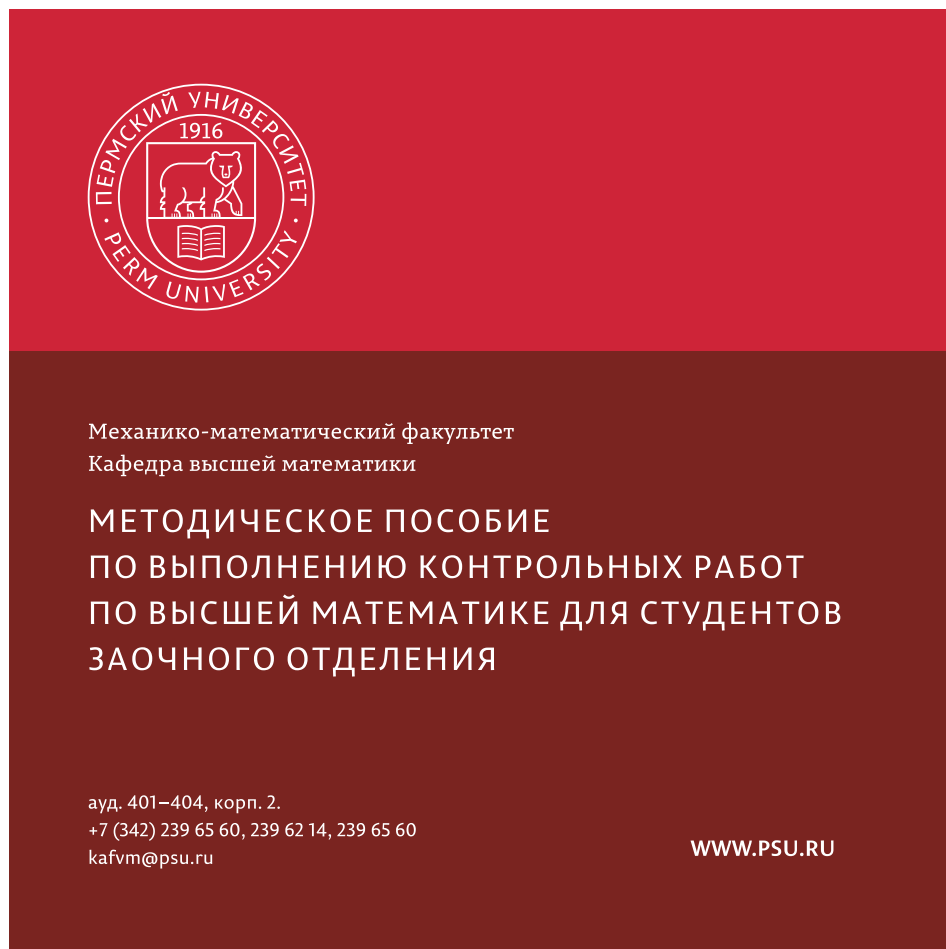 ПЕРМСКИЙ УНИВЕРСИТЕТ
1916
PERM UNIVERSITY
Механико-математический факультет
Кафедра высшей математики
МЕТОДИЧЕСКОЕ ПОСОБИЕ
ПО ВЫПОЛНЕНИЮ КОНТРОЛЬНЫХ РАБОТ
ПО ВЫСШЕЙ МАТЕМАТИКЕ ДЛЯ СТУДЕНТОВ
ЗАОЧНОГО ОТДЕЛЕНИЯ
ауд. 401–404, корп. 2.
+7 (342) 239 65 60, 239 62 14, 239 65 60
kafvm@psu.ru
WWW.PSU.RU